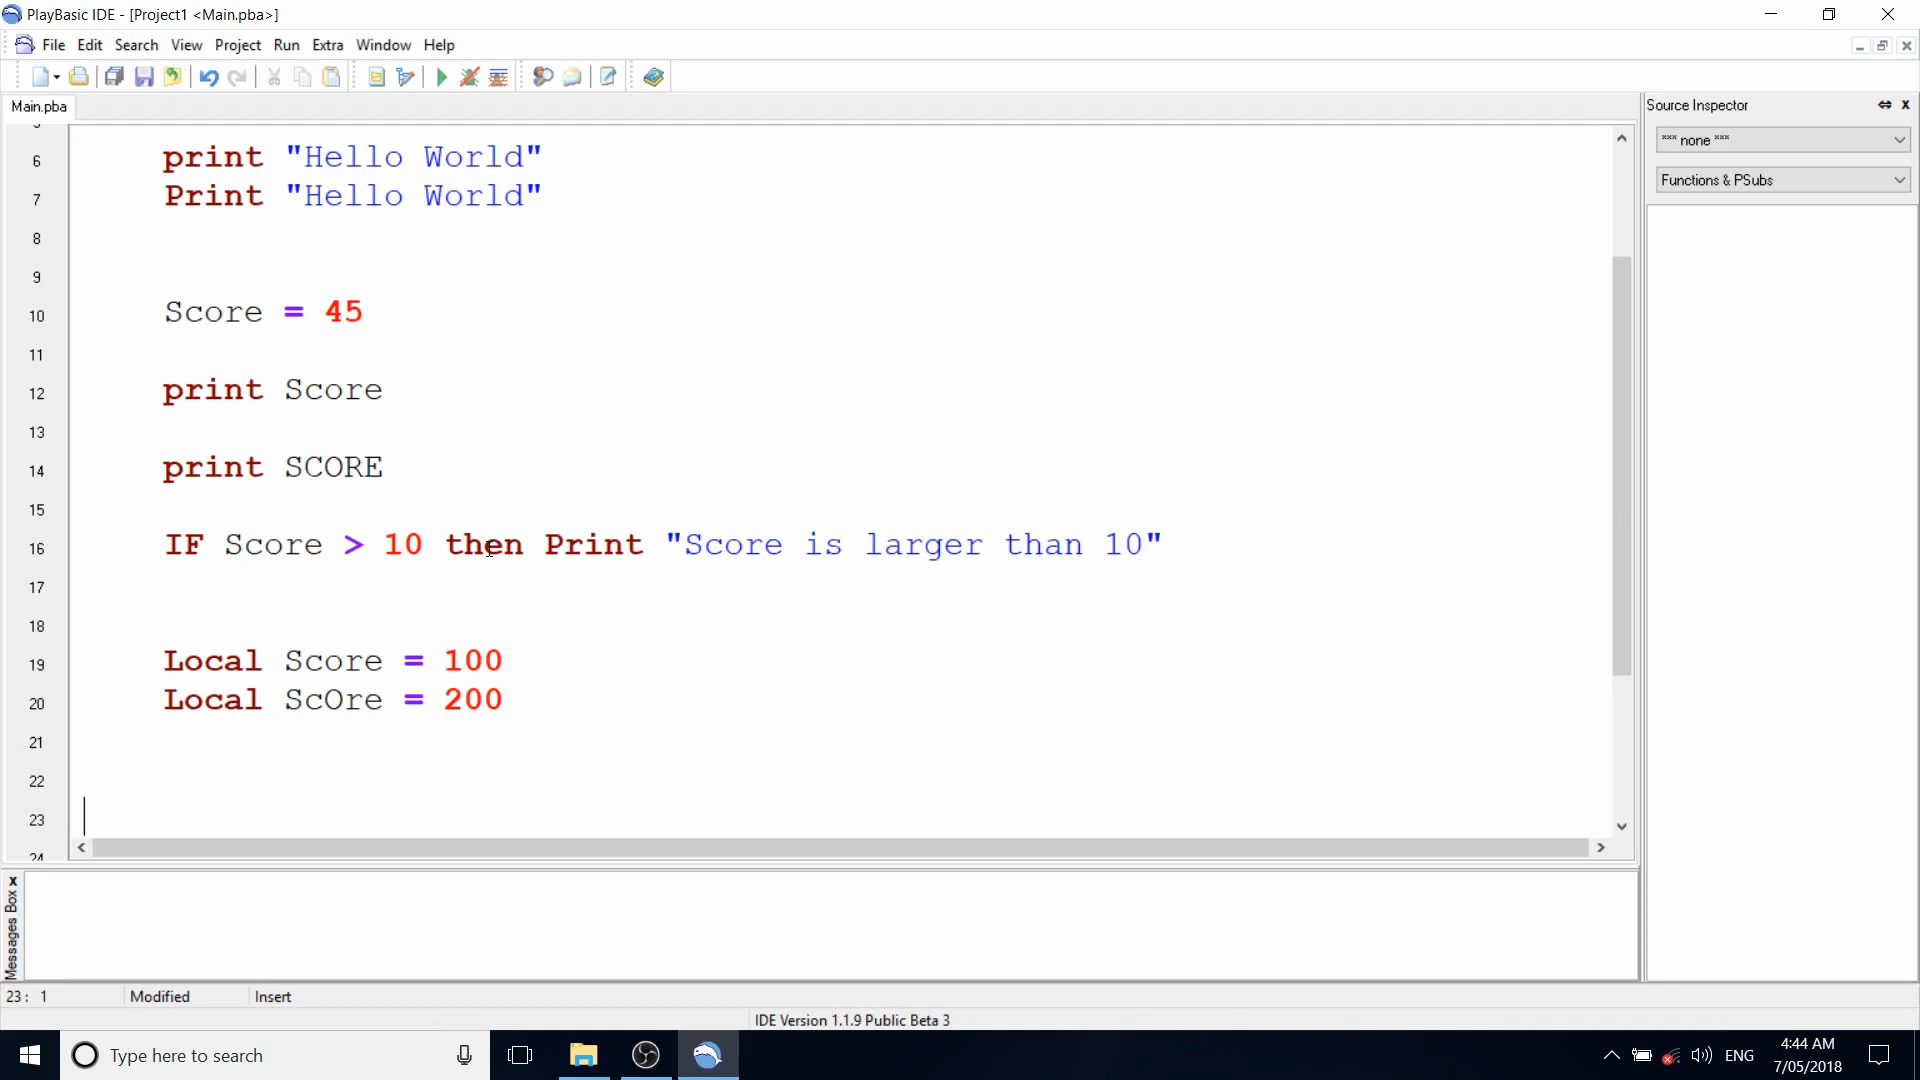 PlayBasic IDE - [Project1 <Main.pba>]
File Edit Search View Project Run Extra Window Help
Main.pba
Source Inspector
x
*** none ***
Functions & PSubs
6 print "Hello World"
7 Print "Hello World"
8
9
10 Score = 45
11
12 print Score
13
14 print SCORE
15
16 IF Score > 10 then Print "Score is larger than 10"
17
18
19 Local Score = 100
20 Local ScOre = 200
21
22
23
24
x
Messages Box
23: 1 Modified Insert
IDE Version 1.1.9 Public Beta 3
Type here to search
ENG
4:44 AM
7/05/2018